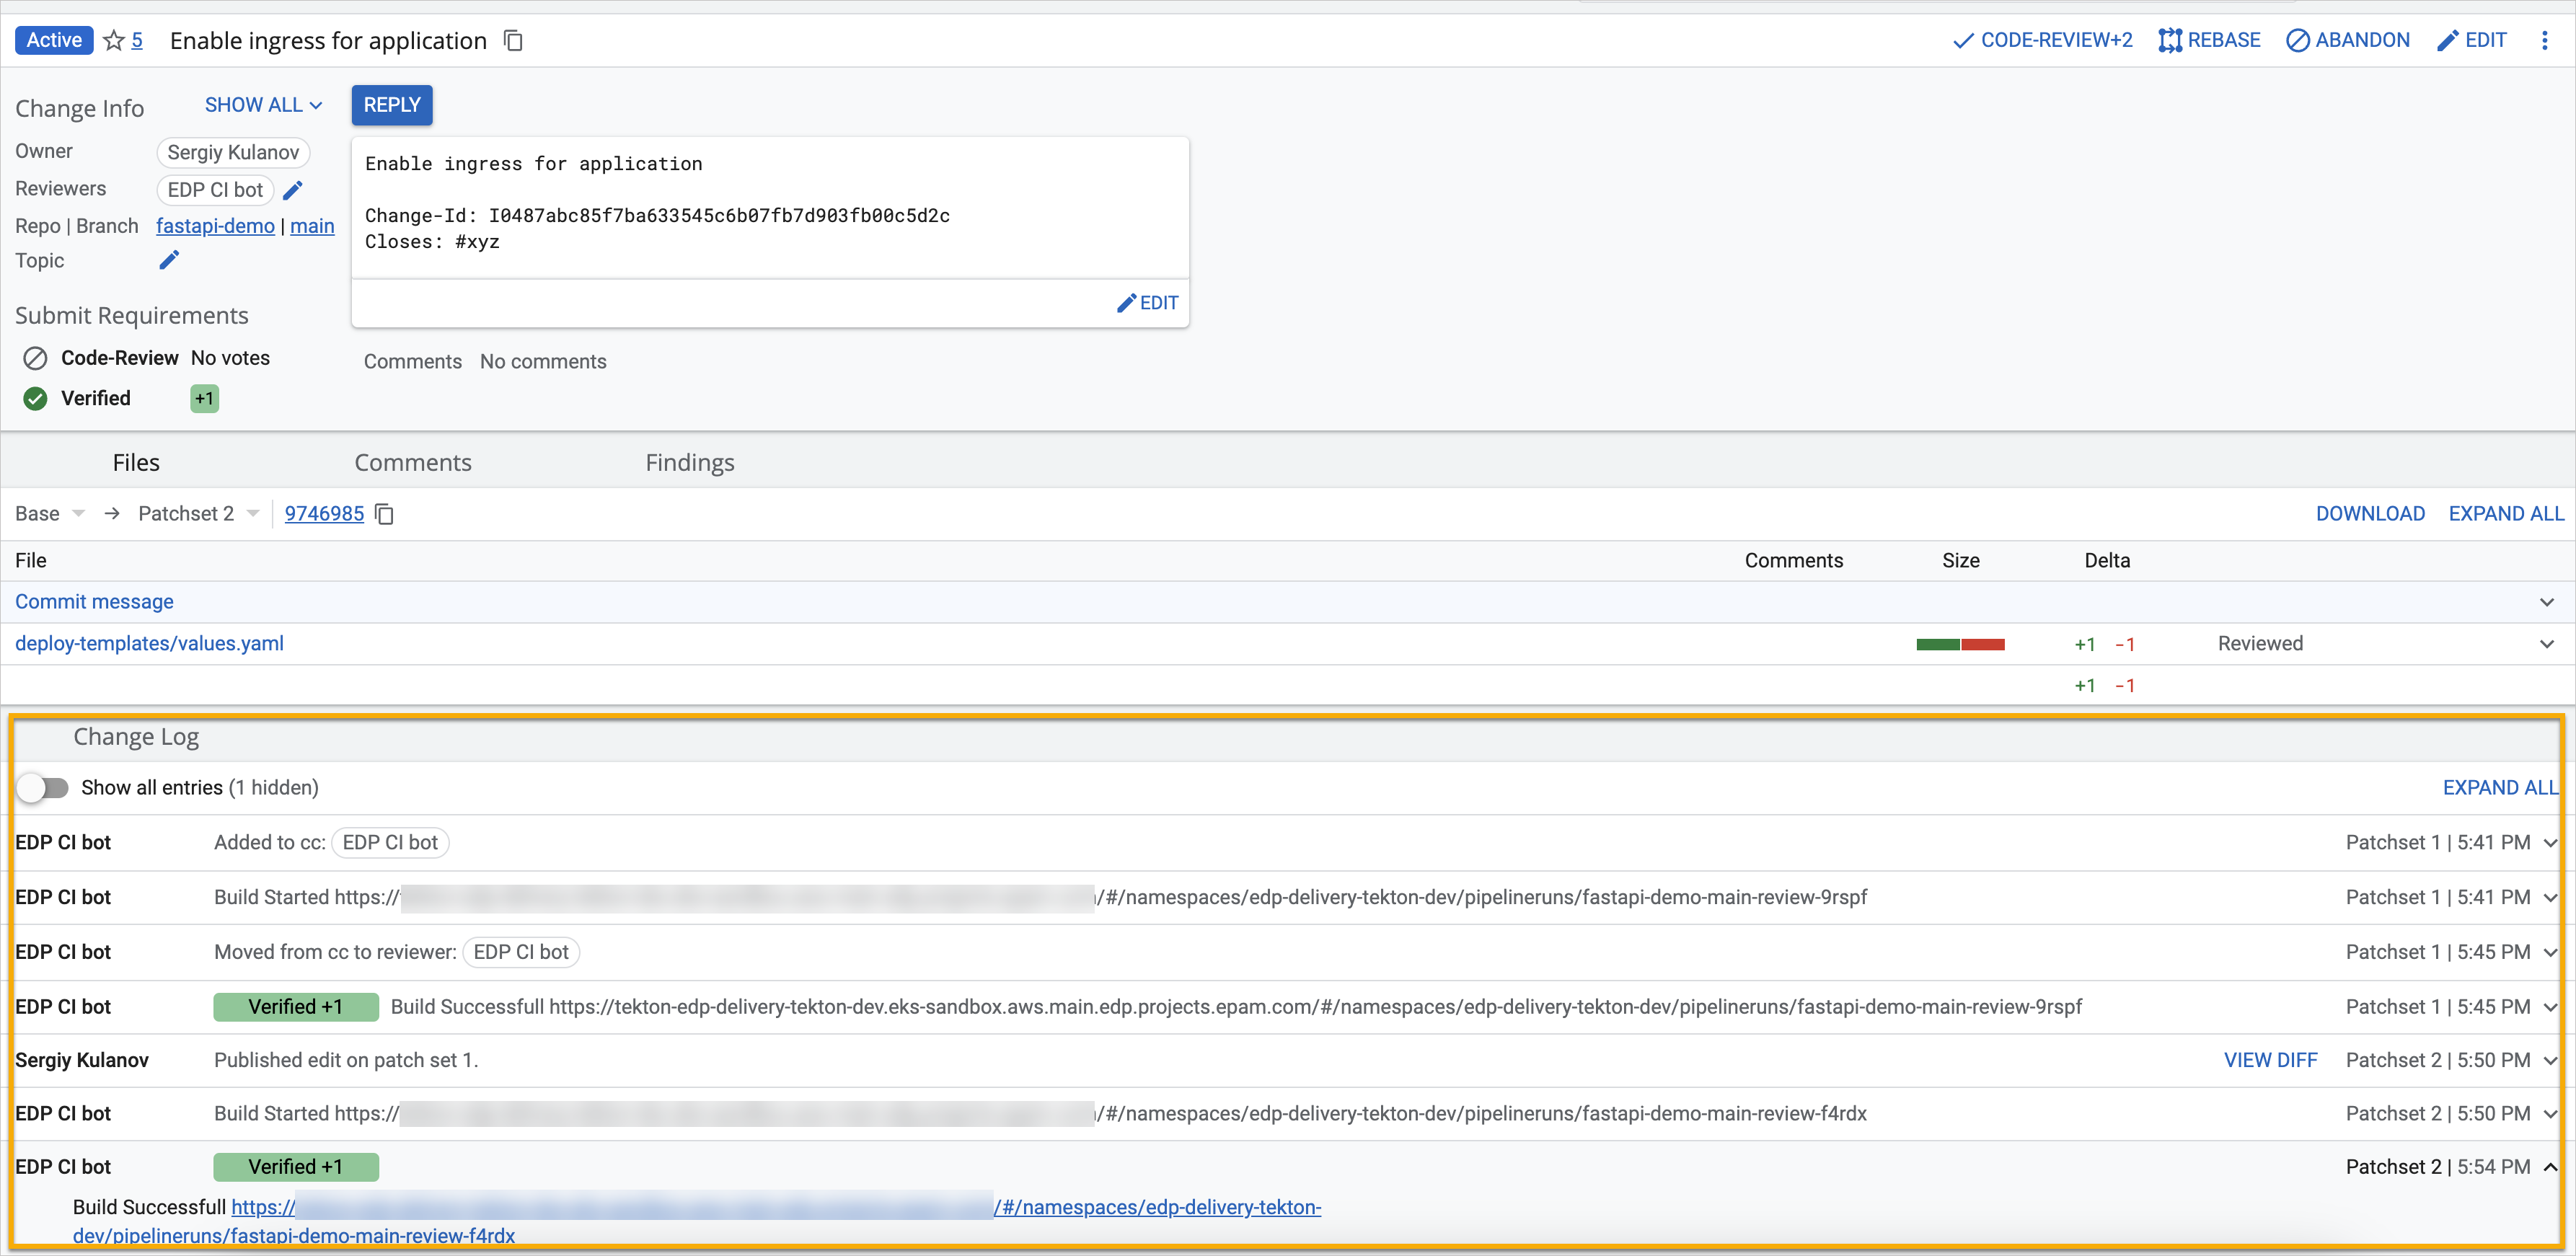 Active 5 Enable ingress for application CODE-REVIEW+2 REBASE ABANDON EDIT
Change Info SHOW ALL REPLY
Owner Sergiy Kulanov
Reviewers EDP CI bot
Repo | Branch fastapi-demo | main
Topic
Enable ingress for application
Change-Id: I0487abc85f7ba633545c6b07fb7d903fb00c5d2c
Closes: #xyz
EDIT
Submit Requirements
Code-Review No votes
Verified +1
Comments No comments
Files Comments Findings
Base → Patchset 2 9746985 DOWNLOAD EXPAND ALL
File Comments Size Delta
Commit message
deploy-templates/values.yaml +1 −1 Reviewed
+1 −1
Change Log
Show all entries (1 hidden) EXPAND ALL
EDP CI bot Added to cc: EDP CI bot Patchset 1 | 5:41 PM
EDP CI bot Build Started https:// /#/namespaces/edp-delivery-tekton-dev/pipelineruns/fastapi-demo-main-review-9rspf Patchset 1 | 5:41 PM
EDP CI bot Moved from cc to reviewer: EDP CI bot Patchset 1 | 5:45 PM
EDP CI bot Verified +1 Build Successfull https://tekton-edp-delivery-tekton-dev.eks-sandbox.aws.main.edp.projects.epam.com/#/namespaces/edp-delivery-tekton-dev/pipelineruns/fastapi-demo-main-review-9rspf Patchset 1 | 5:45 PM
Sergiy Kulanov Published edit on patch set 1. VIEW DIFF Patchset 2 | 5:50 PM
EDP CI bot Build Started https:// /#/namespaces/edp-delivery-tekton-dev/pipelineruns/fastapi-demo-main-review-f4rdx Patchset 2 | 5:50 PM
EDP CI bot Verified +1 Patchset 2 | 5:54 PM
Build Successfull https:// /#/namespaces/edp-delivery-tekton-
dev/pipelineruns/fastapi-demo-main-review-f4rdx